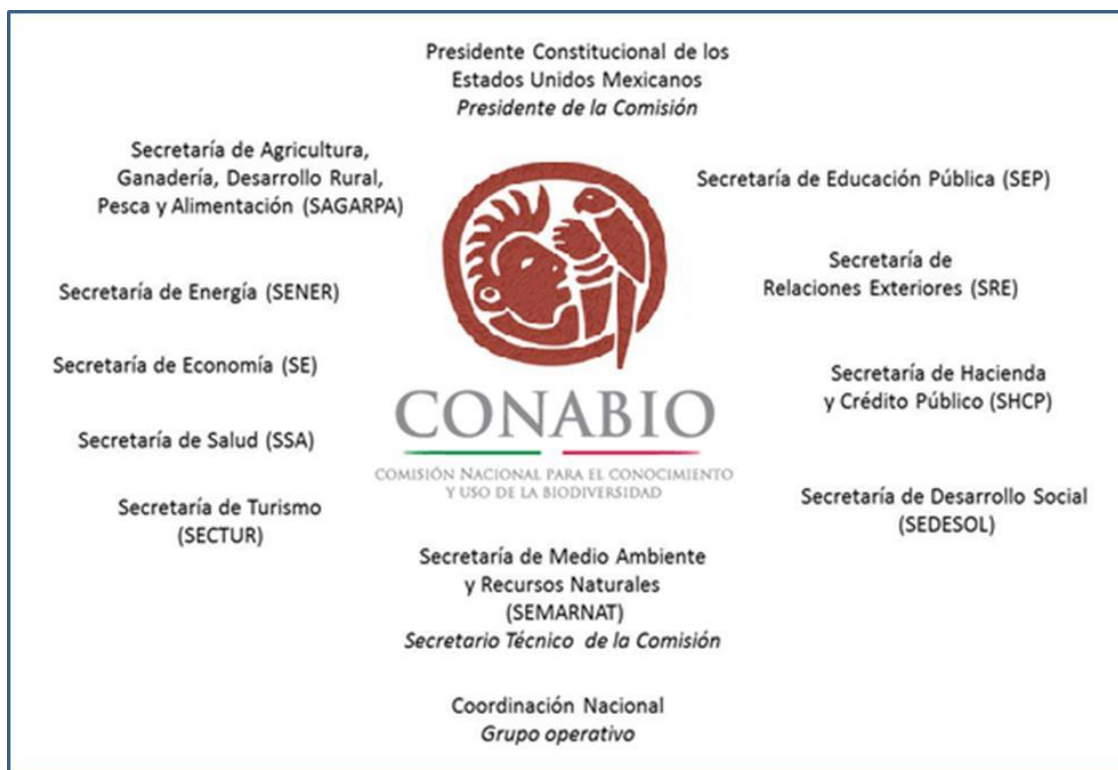 Presidente Constitucional de los
Estados Unidos Mexicanos
Presidente de la Comisión
Secretaría de Agricultura,
Ganadería, Desarrollo Rural,
Pesca y Alimentación (SAGARPA)
Secretaría de Educación Pública (SEP)
Secretaría de Energía (SENER)
Secretaría de
Relaciones Exteriores (SRE)
Secretaría de Economía (SE)
Secretaría de Hacienda
y Crédito Público (SHCP)
CONABIO
Secretaría de Salud (SSA)
COMISIÓN NACIONAL PARA EL CONOCIMIENTO
Y USO DE LA BIODIVERSIDAD
Secretaría de Turismo
(SECTUR)
Secretaría de Desarrollo Social
(SEDESOL)
Secretaría de Medio Ambiente
y Recursos Naturales
(SEMARNAT)
Secretario Técnico de la Comisión
Coordinación Nacional
Grupo operativo